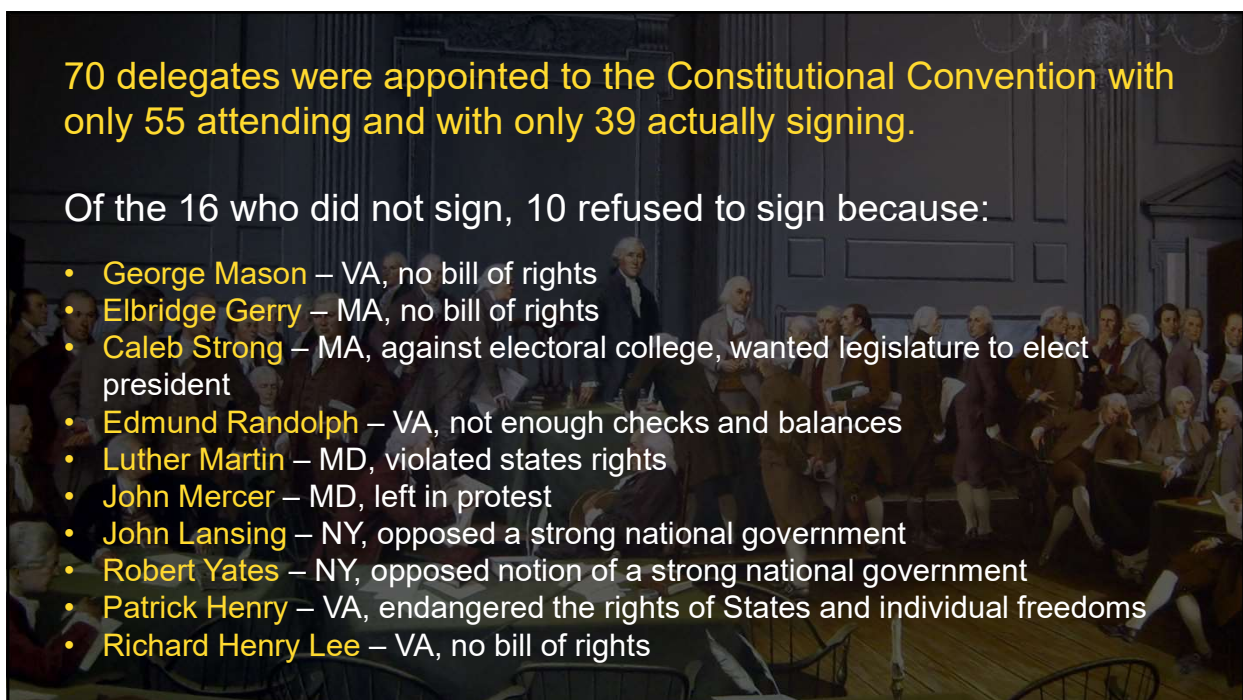 70 delegates were appointed to the Constitutional Convention with
only 55 attending and with only 39 actually signing.
Of the 16 who did not sign, 10 refused to sign because:
• George Mason – VA, no bill of rights
• Elbridge Gerry – MA, no bill of rights
• Caleb Strong – MA, against electoral college, wanted legislature to elect
president
• Edmund Randolph – VA, not enough checks and balances
• Luther Martin – MD, violated states rights
• John Mercer – MD, left in protest
• John Lansing – NY, opposed a strong national government
• Robert Yates – NY, opposed notion of a strong national government
• Patrick Henry – VA, endangered the rights of States and individual freedoms
• Richard Henry Lee – VA, no bill of rights